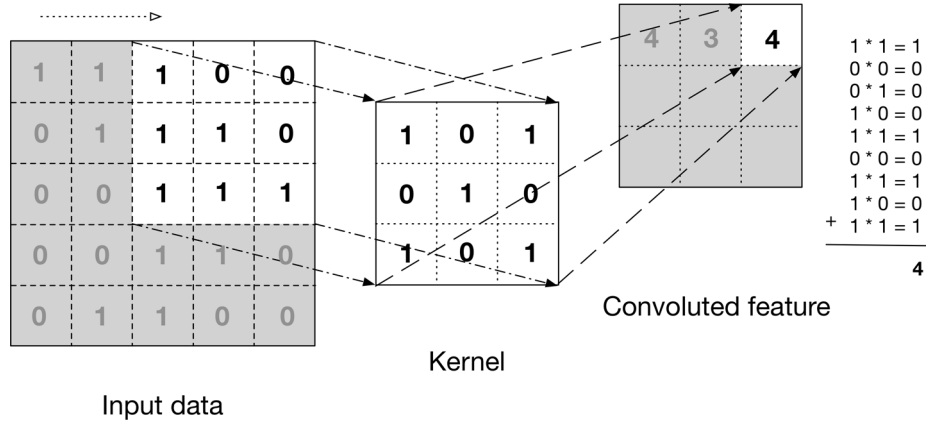 1 1 1 0 0
0 1 1 1 0
0 0 1 1 1
0 0 1 1 0
0 1 1 0 0
Input data
1 0 1
0 1 0
1 0 1
Kernel
4 3 4
Convoluted feature
1 * 1 = 1
0 * 0 = 0
0 * 1 = 0
1 * 0 = 0
1 * 1 = 1
0 * 0 = 0
1 * 1 = 1
1 * 0 = 0
+ 1 * 1 = 1
4